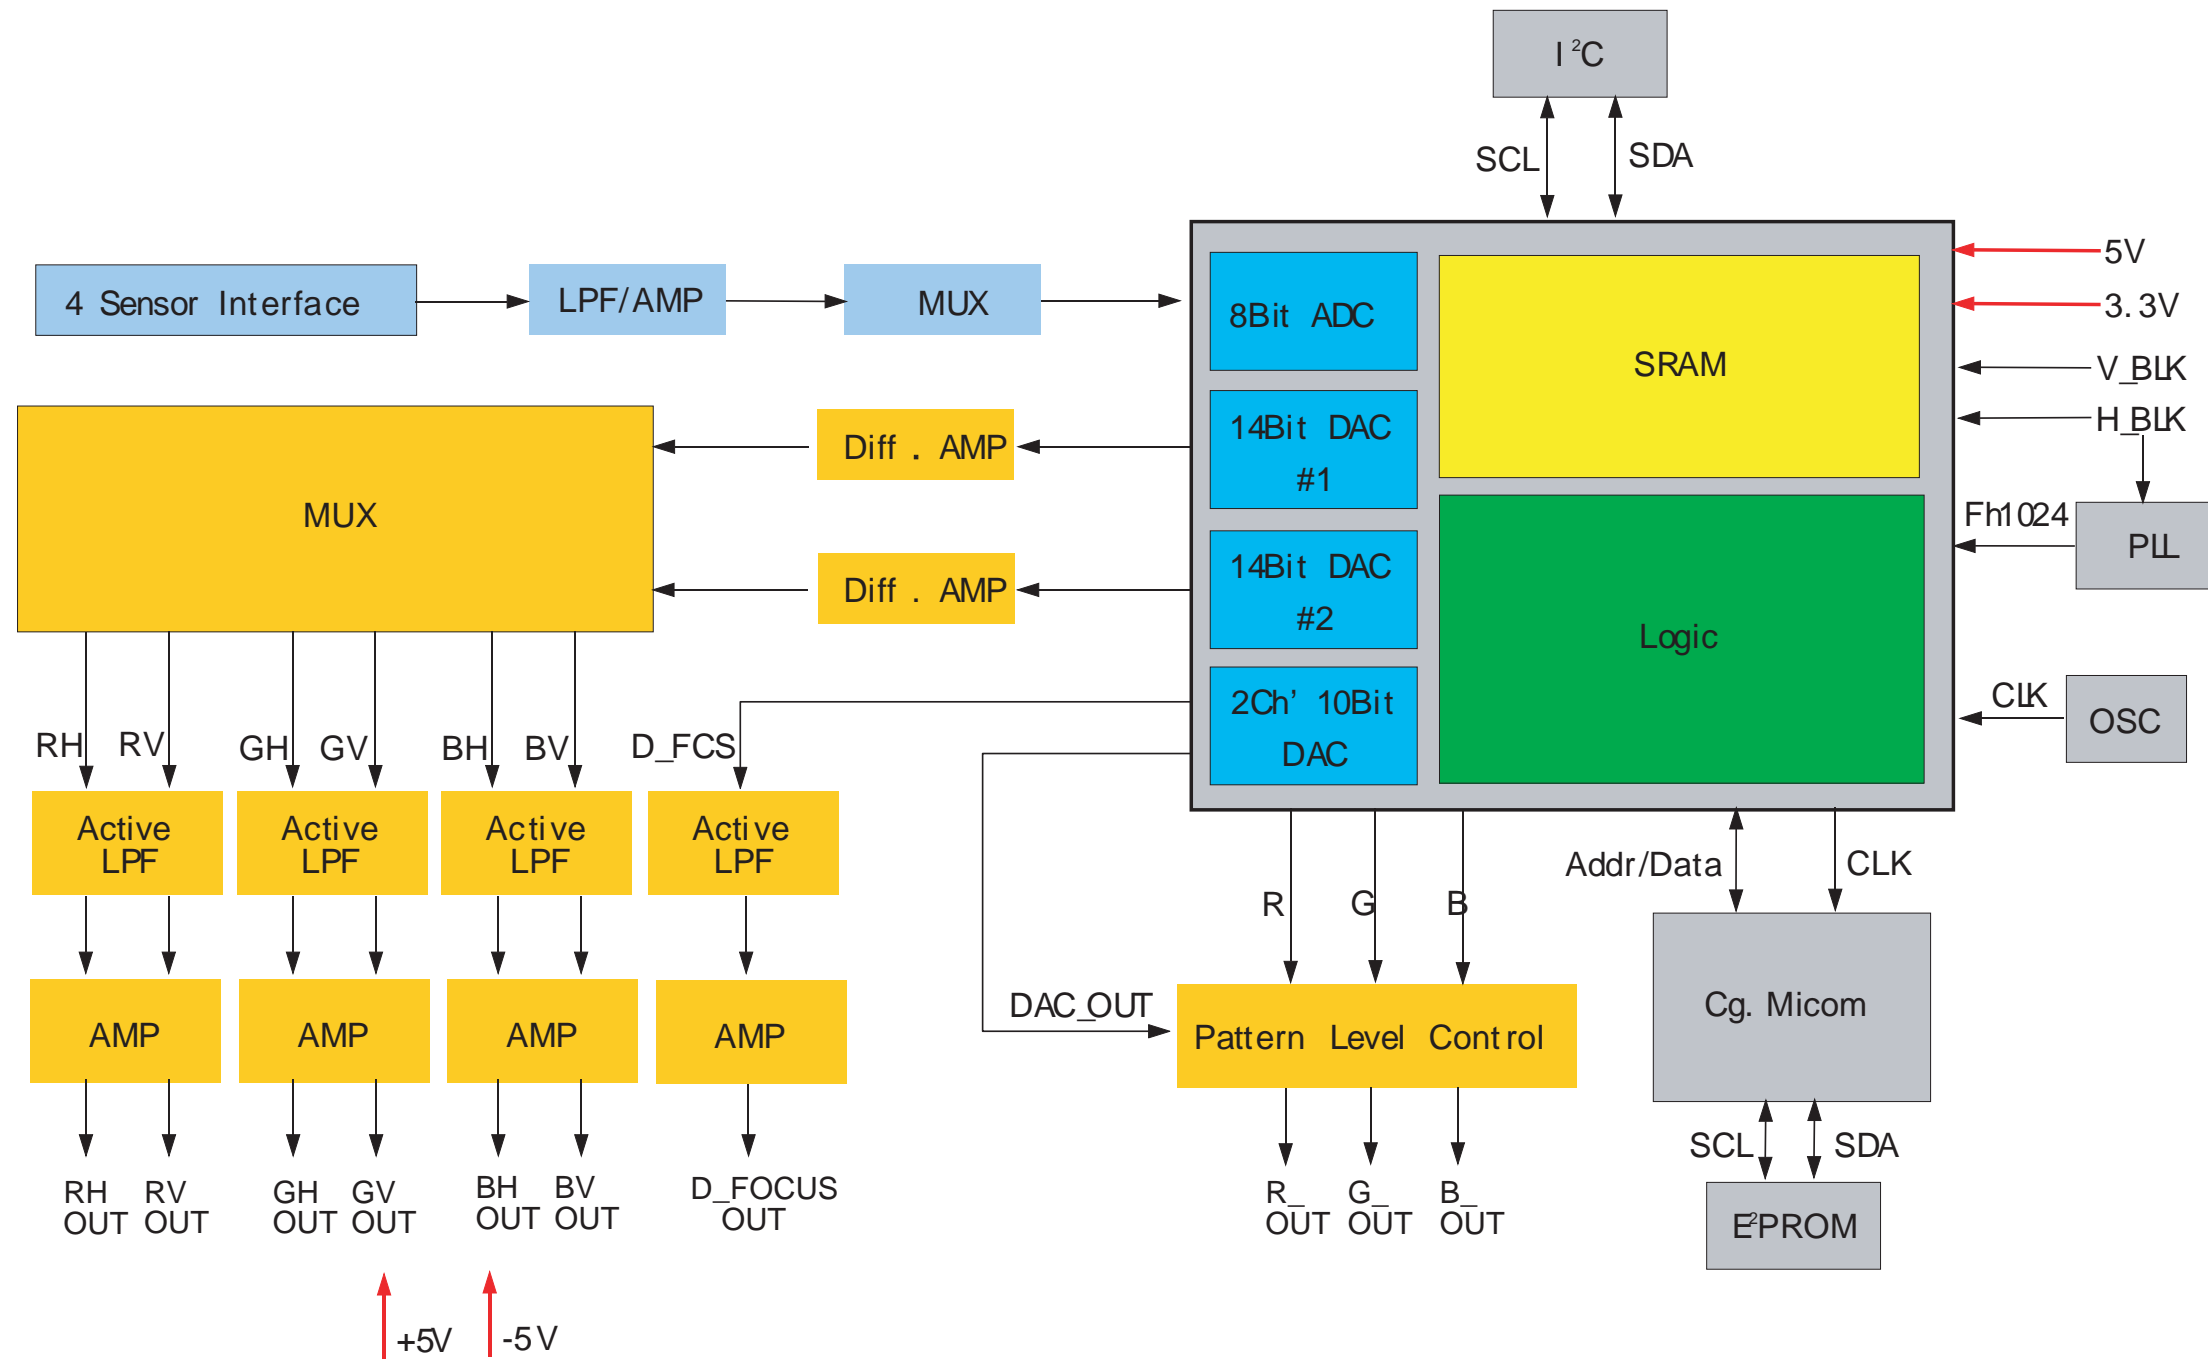 I²C
SCL
SDA
5V
3.3V
V_BLK
H_BLK
Fh1024
PLL
CLK
OSC
4 Sensor Interface
LPF/AMP
MUX
8Bit ADC
SRAM
14Bit DAC
#1
14Bit DAC
#2
2Ch' 10Bit
DAC
Logic
Diff. AMP
Diff. AMP
MUX
RH
RV
GH
GV
BH
BV
D_FCS
Active
LPF
Active
LPF
Active
LPF
Active
LPF
AMP
AMP
AMP
AMP
RH
OUT
RV
OUT
GH
OUT
GV
OUT
BH
OUT
BV
OUT
D_FOCUS
OUT
+5V
-5V
R
G
B
DAC_OUT
Pattern Level Control
R_
OUT
G_
OUT
B_
OUT
Addr/Data
CLK
Cg. Micom
SCL
SDA
E²PROM